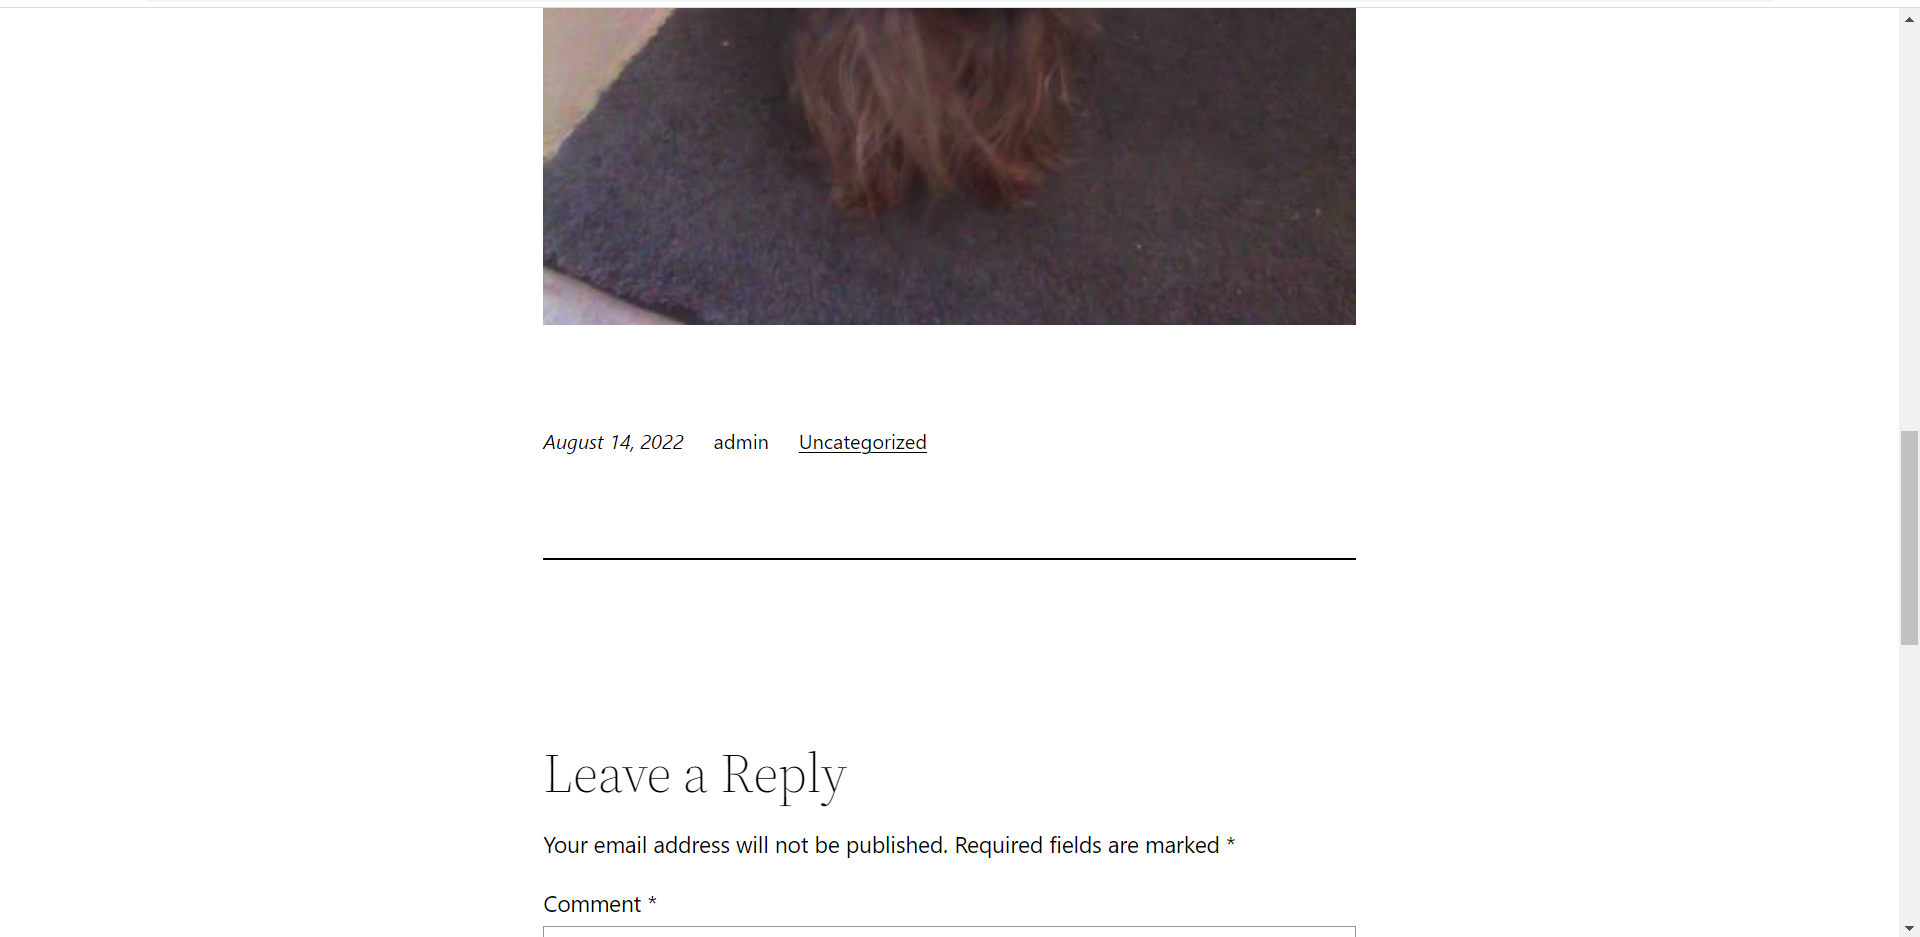 August 14, 2022 admin Uncategorized
Leave a Reply
Your email address will not be published. Required fields are marked *
Comment *